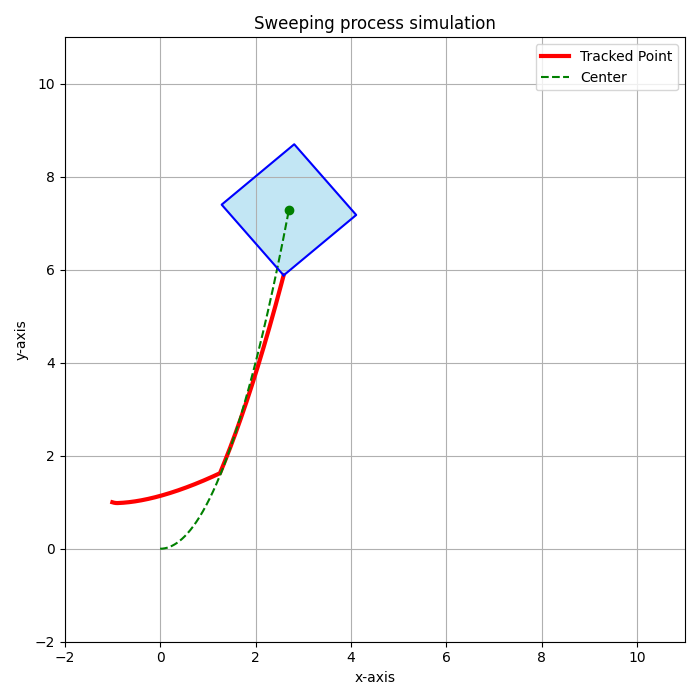 Sweeping process simulation
Tracked Point
Center
y-axis
10
8
6
4
2
0
−2
−2 0 2 4 6 8 10
x-axis